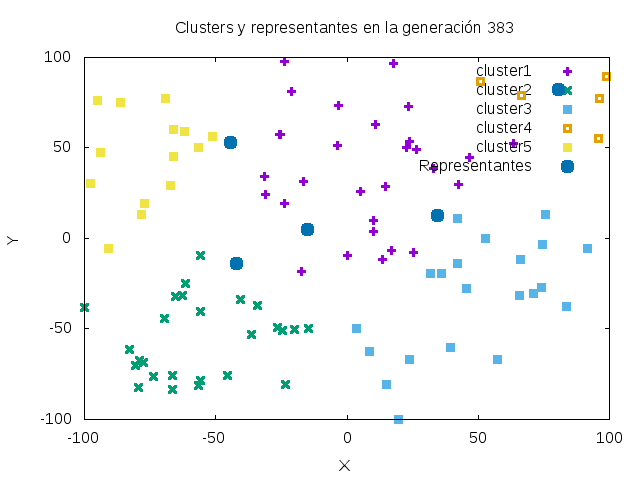 Clusters y representantes en la generación 383
100
50
0
-50
-100
-100
-50
0
50
100
Y
X
cluster1
cluster2
cluster3
cluster4
cluster5
Representantes